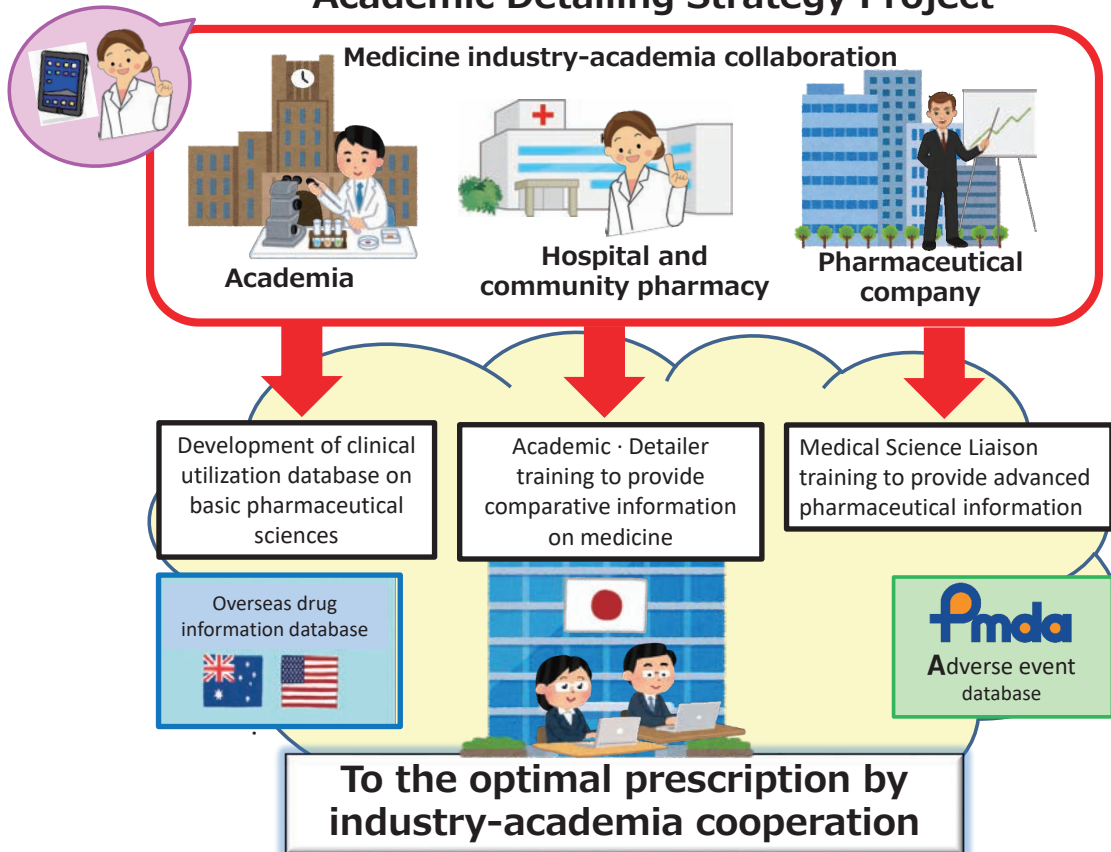 Academic Detailing Strategy Project
Medicine industry-academia collaboration
Academia
Hospital and
community pharmacy
Pharmaceutical
company
Development of clinical
utilization database on
basic pharmaceutical
sciences
Academic · Detailer
training to provide
comparative information
on medicine
Medical Science Liaison
training to provide advanced
pharmaceutical information
Overseas drug
information database
Pmda
Adverse event
database
To the optimal prescription by
industry-academia cooperation